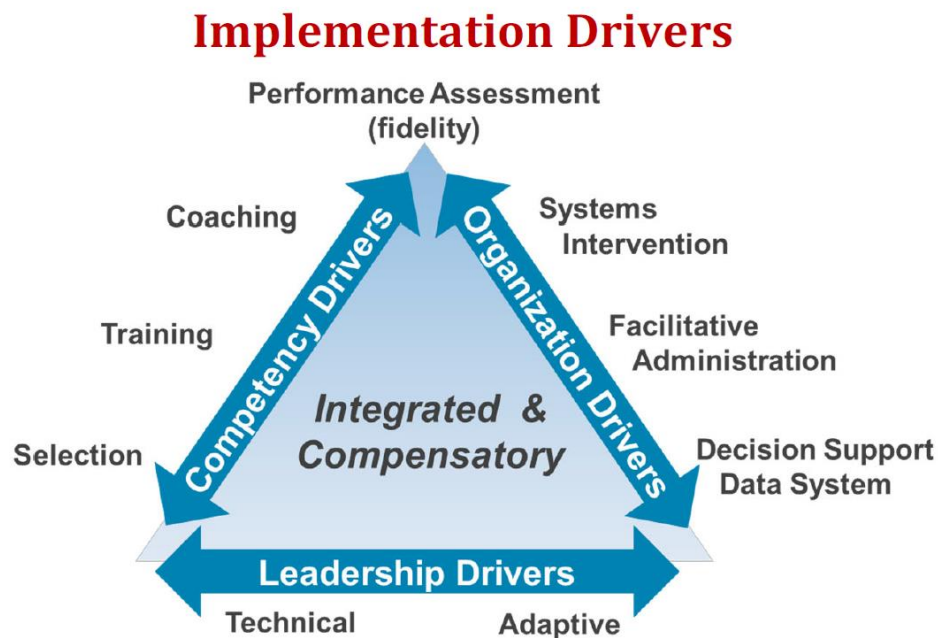 Implementation Drivers
Performance Assessment
(fidelity)
Coaching
Training
Selection
Competency Drivers
Organization Drivers
Systems
Intervention
Facilitative
Administration
Decision Support
Data System
Integrated &
Compensatory
Leadership Drivers
Technical
Adaptive